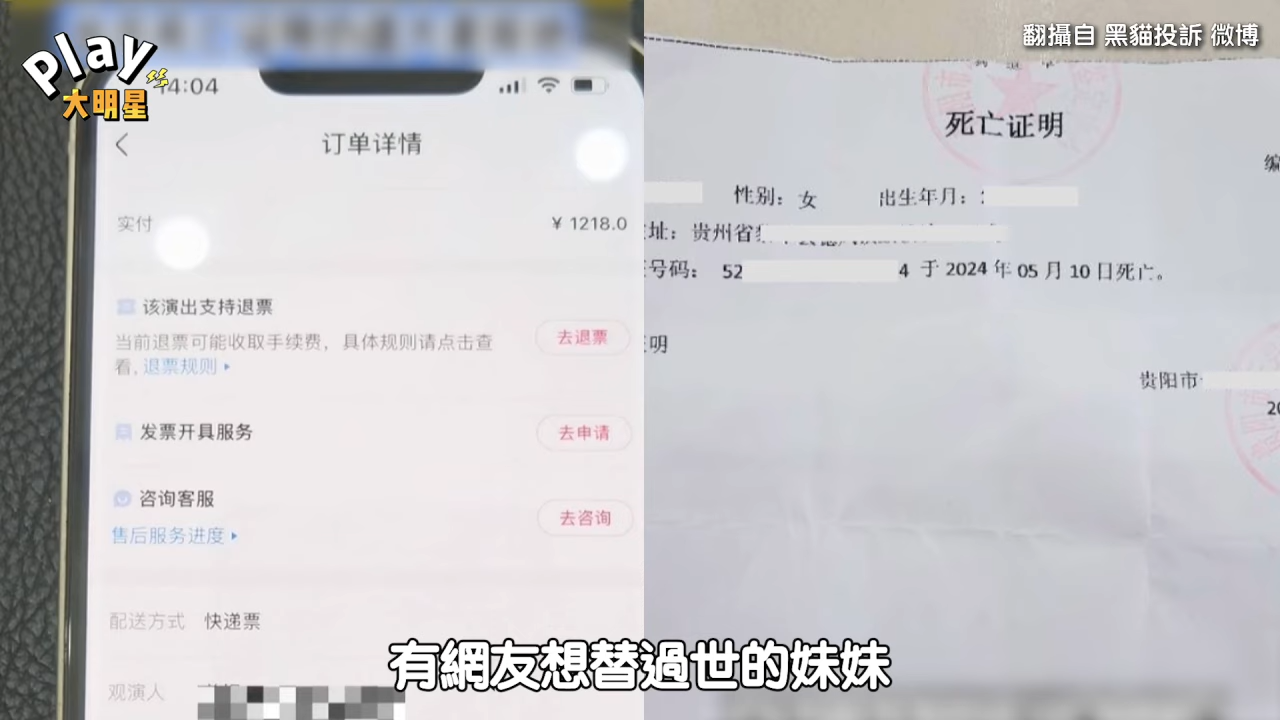 Play
大明星
翻攝自 黑貓投訴 微博
14:04
订单详情
实付
¥ 1218.0
该演出支持退票
当前退票可能收取手续费，具体规则请点击查
看，退票规则
去退票
发票开具服务
去申请
咨询客服
售后服务进度
去咨询
配送方式 快递票
观演人
死亡证明
编
性别：女 出生年月：
址：贵州省
号码： 52 4 于 2024 年 05 月 10 日死亡。
明
贵阳市
20
有網友想替過世的妹妹